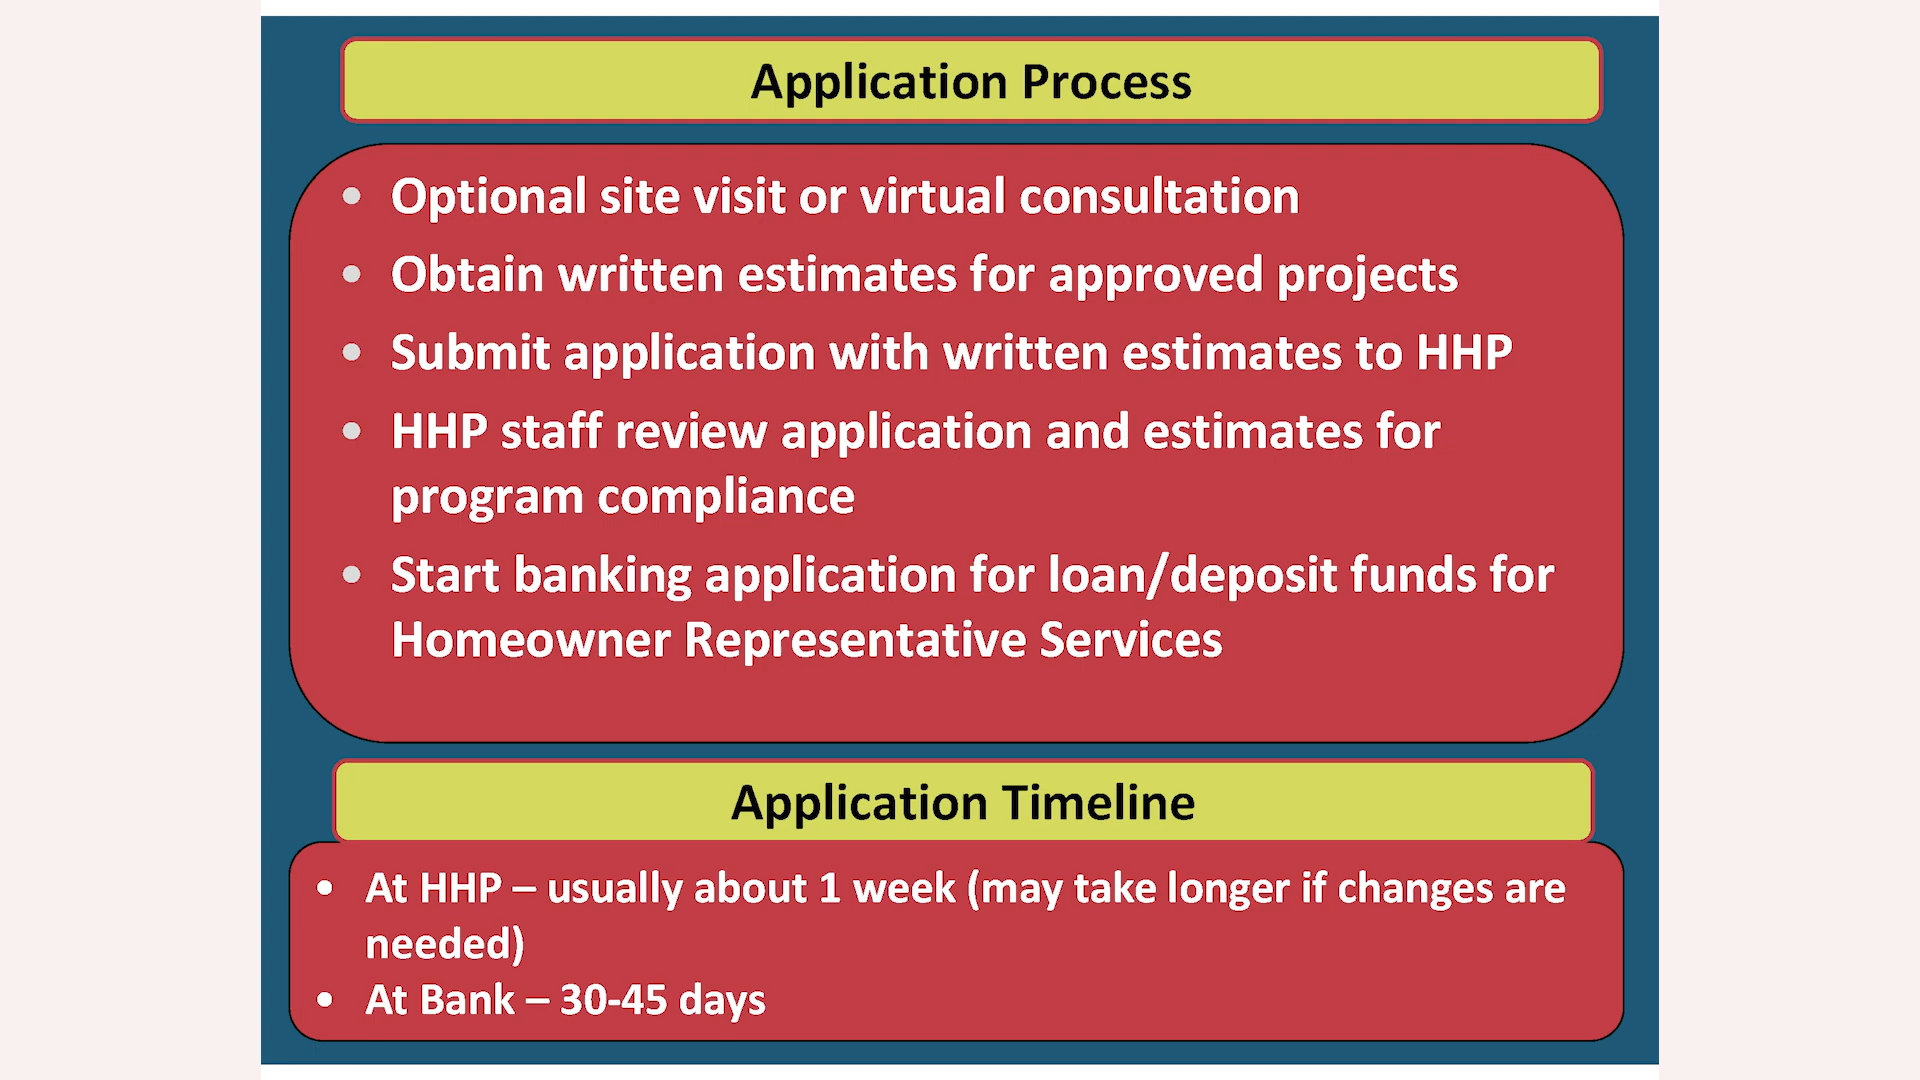 Application Process
• Optional site visit or virtual consultation
• Obtain written estimates for approved projects
• Submit application with written estimates to HHP
• HHP staff review application and estimates for
program compliance
• Start banking application for loan/deposit funds for
Homeowner Representative Services
Application Timeline
• At HHP – usually about 1 week (may take longer if changes are
needed)
• At Bank – 30-45 days